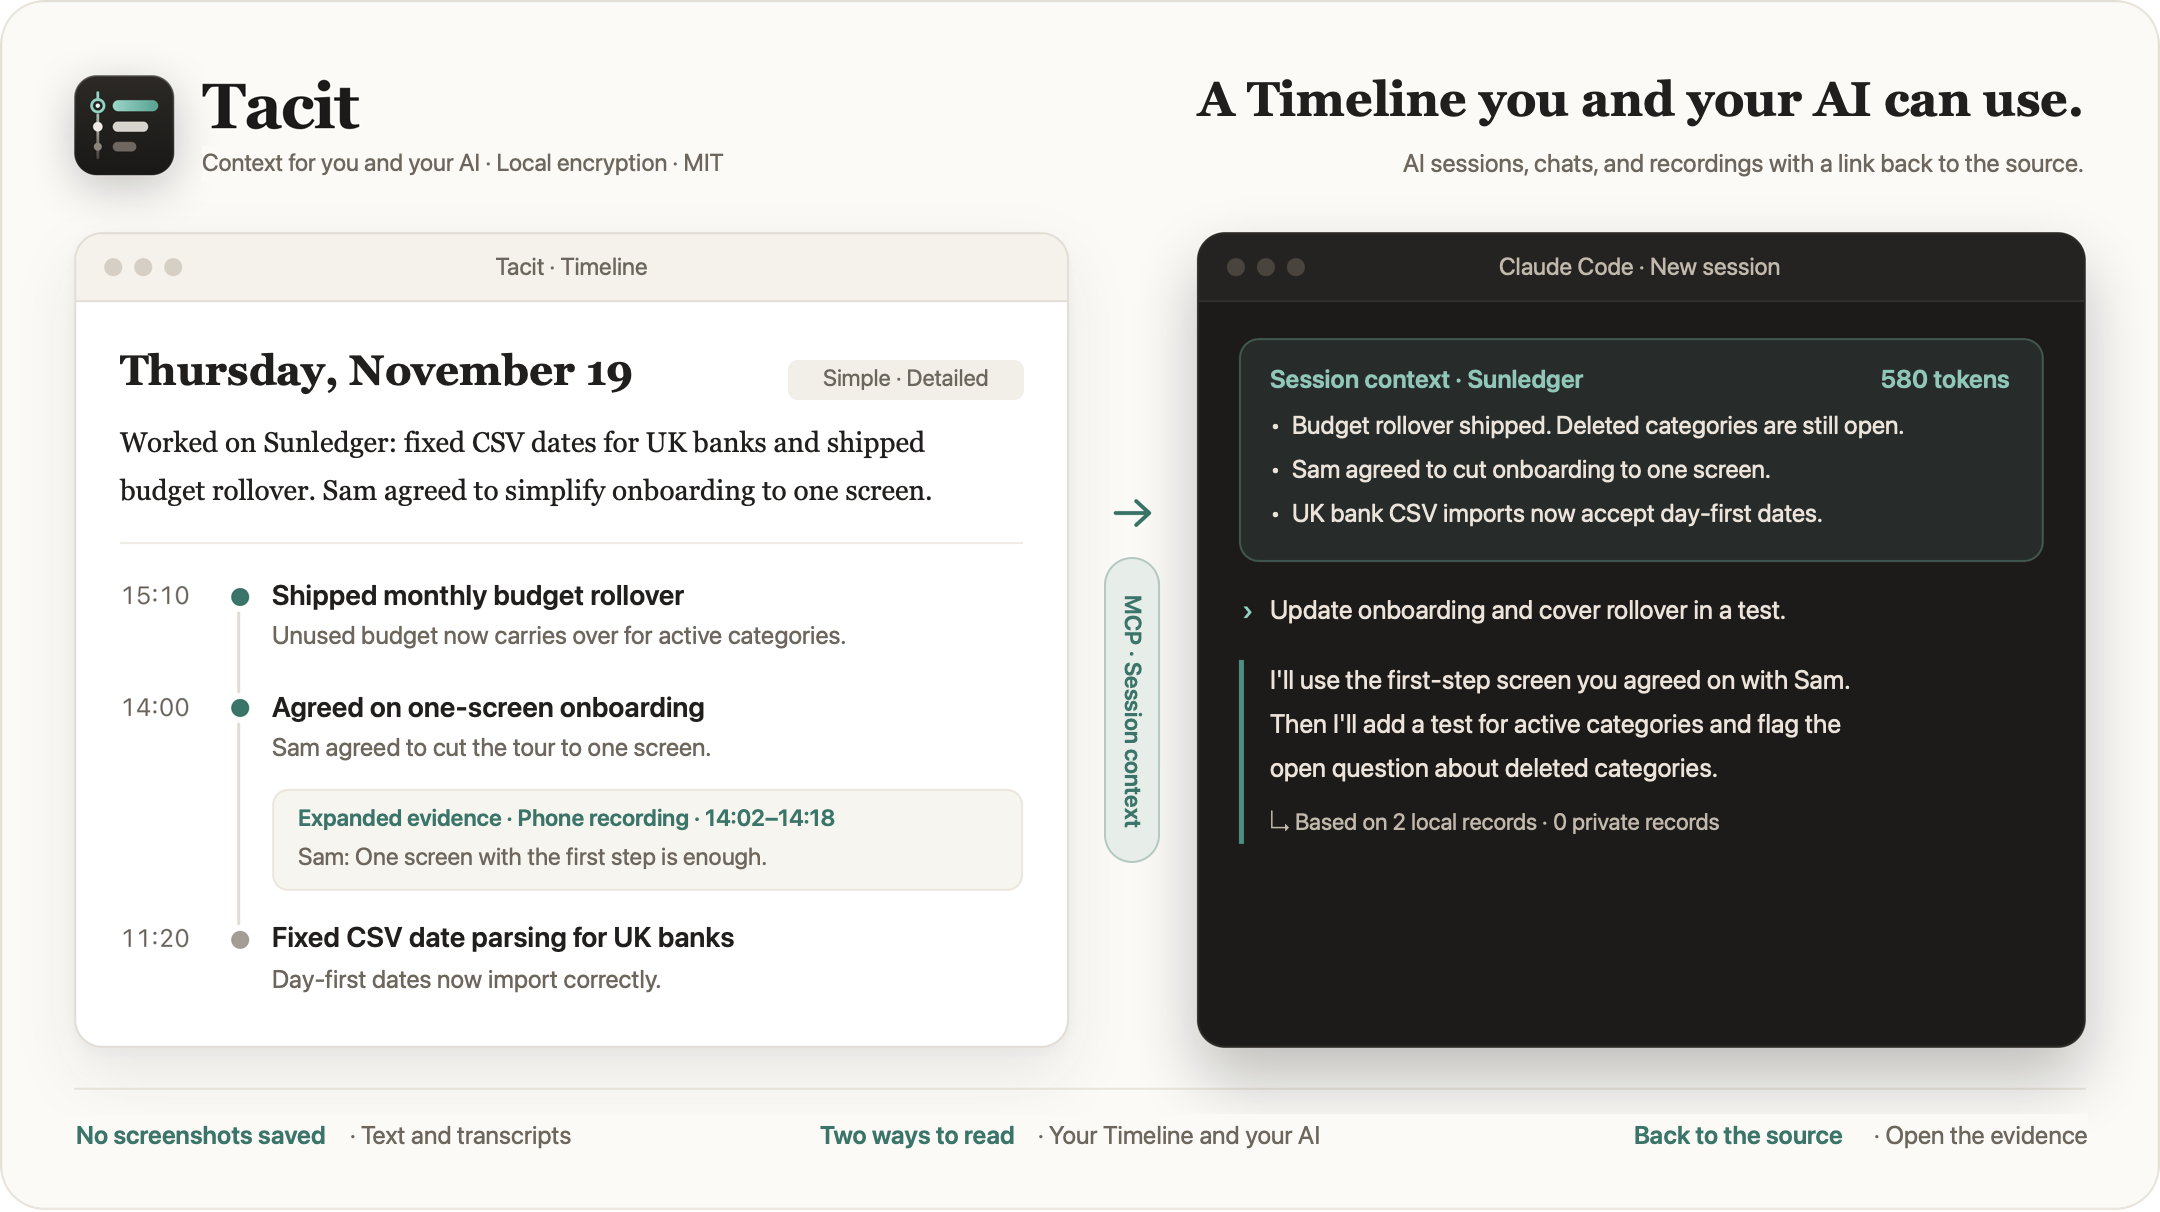 Tacit
Context for you and your AI · Local encryption · MIT
A Timeline you and your AI can use.
AI sessions, chats, and recordings with a link back to the source.
Tacit · Timeline
Thursday, November 19
Simple · Detailed
Worked on Sunledger: fixed CSV dates for UK banks and shipped
budget rollover. Sam agreed to simplify onboarding to one screen.
15:10
Shipped monthly budget rollover
Unused budget now carries over for active categories.
14:00
Agreed on one-screen onboarding
Sam agreed to cut the tour to one screen.
Expanded evidence · Phone recording · 14:02–14:18
Sam: One screen with the first step is enough.
11:20
Fixed CSV date parsing for UK banks
Day-first dates now import correctly.
MCP · Session context
Claude Code · New session
Session context · Sunledger
580 tokens
· Budget rollover shipped. Deleted categories are still open.
· Sam agreed to cut onboarding to one screen.
· UK bank CSV imports now accept day-first dates.
› Update onboarding and cover rollover in a test.
I'll use the first-step screen you agreed on with Sam.
Then I'll add a test for active categories and flag the
open question about deleted categories.
Based on 2 local records · 0 private records
No screenshots saved · Text and transcripts
Two ways to read · Your Timeline and your AI
Back to the source · Open the evidence